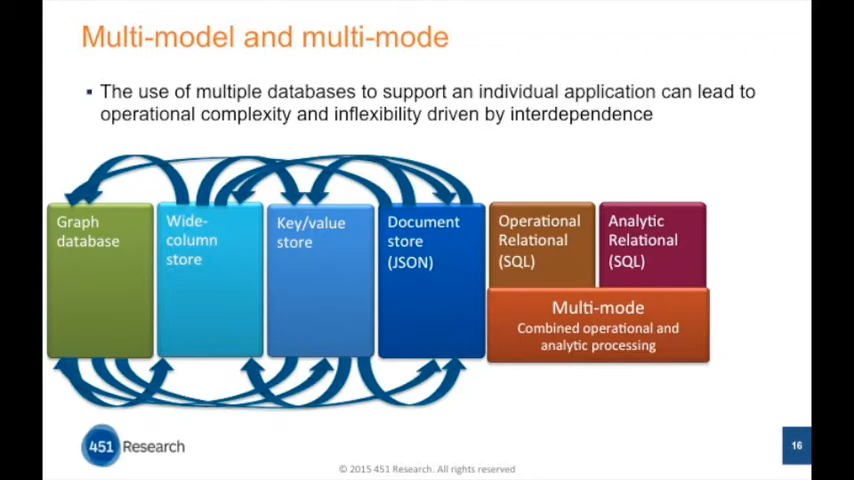 Multi-model and multi-mode
▪ The use of multiple databases to support an individual application can lead to
operational complexity and inflexibility driven by interdependence
Graph
database
Wide-
column
store
Key/value
store
Document
store
(JSON)
Operational
Relational
(SQL)
Analytic
Relational
(SQL)
Multi-mode
Combined operational and
analytic processing
451 Research
16
© 2015 451 Research. All rights reserved